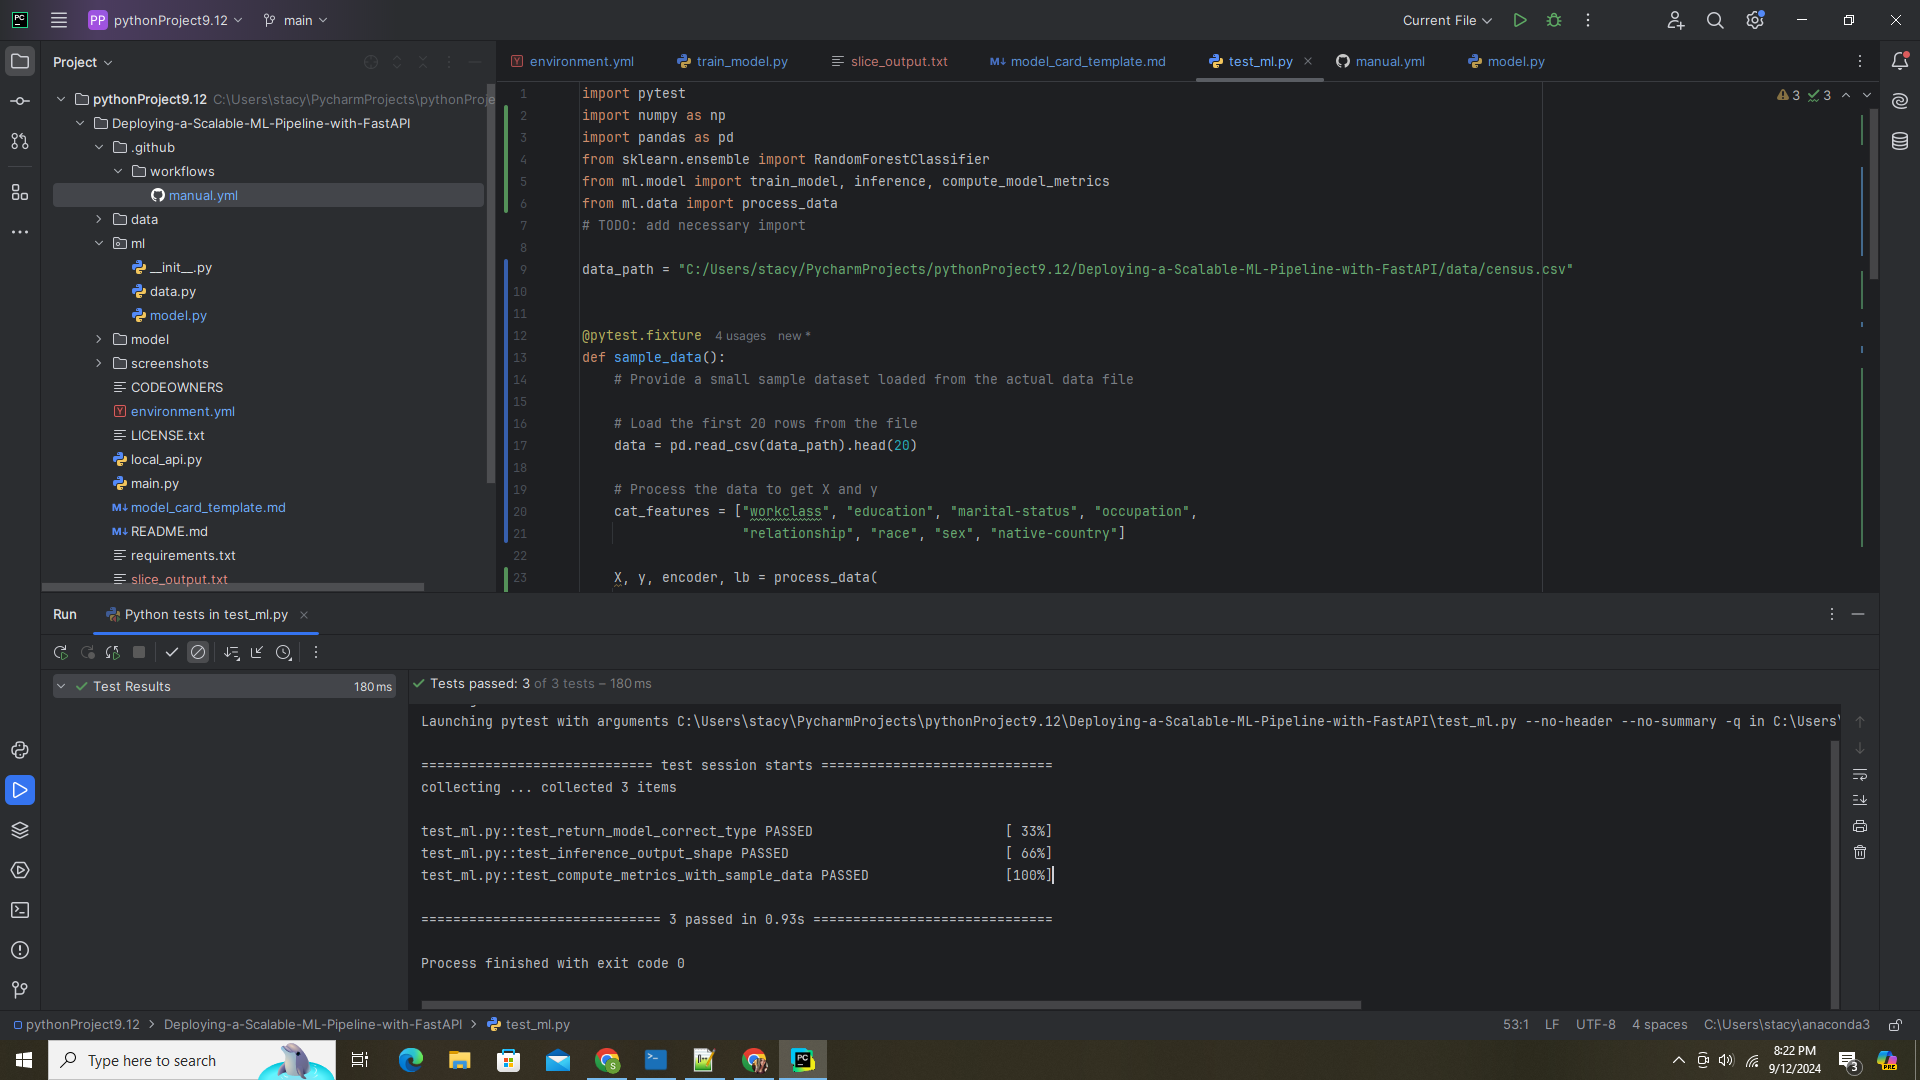 PC
PP pythonProject9.12 main Current File
Project
environment.yml train_model.py slice_output.txt model_card_template.md test_ml.py manual.yml model.py
pythonProject9.12 C:\Users\stacy\PycharmProjects\pythonProje
Deploying-a-Scalable-ML-Pipeline-with-FastAPI
.github
workflows
manual.yml
data
ml
__init__.py
data.py
model.py
model
screenshots
CODEOWNERS
environment.yml
LICENSE.txt
local_api.py
main.py
model_card_template.md
README.md
requirements.txt
slice_output.txt
3 3
1 import pytest
2 import numpy as np
3 import pandas as pd
4 from sklearn.ensemble import RandomForestClassifier
5 from ml.model import train_model, inference, compute_model_metrics
6 from ml.data import process_data
7 # TODO: add necessary import
8
9 data_path = "C:/Users/stacy/PycharmProjects/pythonProject9.12/Deploying-a-Scalable-ML-Pipeline-with-FastAPI/data/census.csv"
10
11
12 @pytest.fixture 4 usages new *
13 def sample_data():
14 # Provide a small sample dataset loaded from the actual data file
15
16 # Load the first 20 rows from the file
17 data = pd.read_csv(data_path).head(20)
18
19 # Process the data to get X and y
20 cat_features = ["workclass", "education", "marital-status", "occupation",
21 "relationship", "race", "sex", "native-country"]
22
23 X, y, encoder, lb = process_data(
Run Python tests in test_ml.py
Test Results 180 ms
Tests passed: 3 of 3 tests – 180 ms
Launching pytest with arguments C:\Users\stacy\PycharmProjects\pythonProject9.12\Deploying-a-Scalable-ML-Pipeline-with-FastAPI\test_ml.py --no-header --no-summary -q in C:\Users\
============================= test session starts =============================
collecting ... collected 3 items
test_ml.py::test_return_model_correct_type PASSED [ 33%]
test_ml.py::test_inference_output_shape PASSED [ 66%]
test_ml.py::test_compute_metrics_with_sample_data PASSED [100%]
============================== 3 passed in 0.93s ==============================
Process finished with exit code 0
pythonProject9.12 > Deploying-a-Scalable-ML-Pipeline-with-FastAPI > test_ml.py 53:1 LF UTF-8 4 spaces C:\Users\stacy\anaconda3
Type here to search
8:22 PM
9/12/2024
3